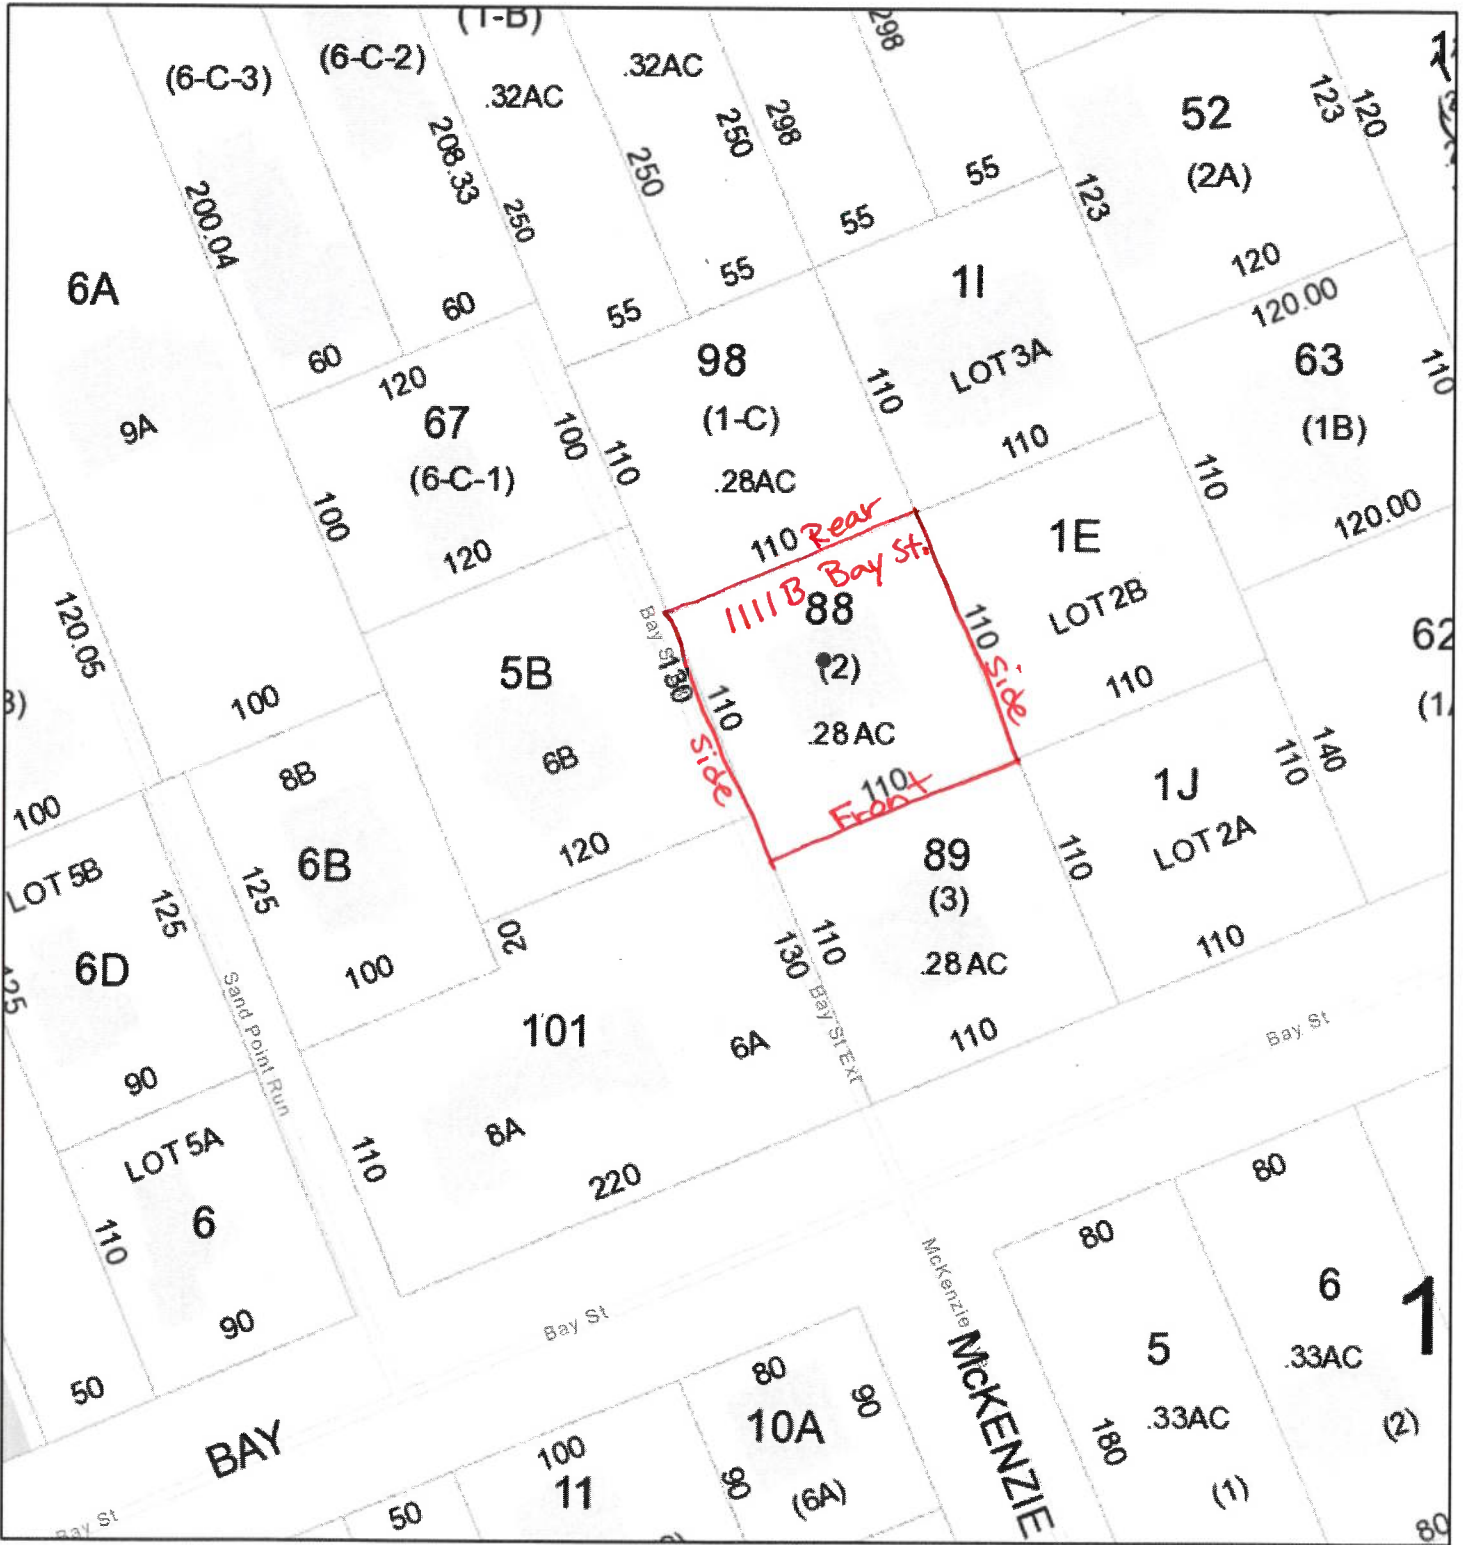 (1-B)
298
(6-C-3)
(6-C-2)
.32AC
.32AC
208.33
250
298
52
(2A)
123
120
200.04
250
250
55
123
55
6A
60
55
55
1I
120
120.00
60
120
98
LOT 3A
63
110
9A
67
(6-C-1)
100
110
(1-C)
.28AC
110
110
(1B)
110
100
120
110 Rear
1111 B Bay St.
1E
120.00
120.05
Bay St
88
110
LOT 2B
62
5B
130
110
(2)
Side
110
100
.28 AC
Side
6B
110
Front
8B
1J
110
140
100
LOT 5B
125
6B
125
120
89
(3)
110
LOT 2A
6D
100
20
130
110
.28 AC
110
Sand Point Run
101
6A
Bay St Ext
110
Bay St
90
8A
LOT 5A
110
220
80
6
110
80
McKenzie
6
1
90
Bay St
5
.33AC
50
80
90
McKENZIE
.33AC
(2)
BAY
100
10A
180
11
90
(6A)
(1)
Bay St
50
80